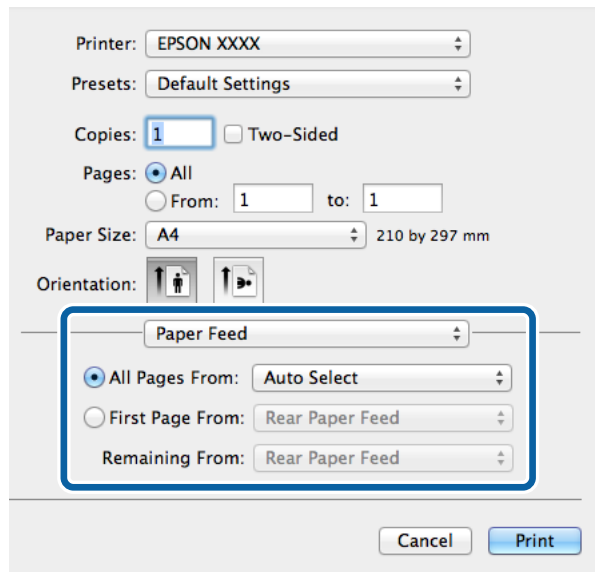 Printer: EPSON XXXX
Presets: Default Settings
Copies: 1 Two-Sided
Pages: All
From: 1 to: 1
Paper Size: A4 210 by 297 mm
Orientation:
Paper Feed
All Pages From: Auto Select
First Page From: Rear Paper Feed
Remaining From: Rear Paper Feed
Cancel Print